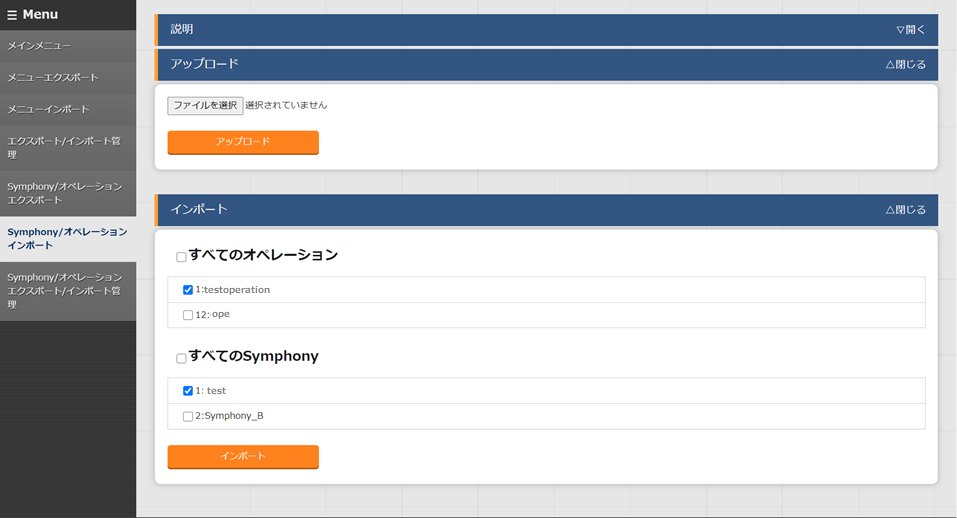 Menu
メインメニュー
メニューエクスポート
メニューインポート
エクスポート/インポート管
理
Symphony/オペレーション
エクスポート
Symphony/オペレーション
インポート
Symphony/オペレーション
エクスポート/インポート管
理
説明
▽開く
アップロード
△閉じる
ファイルを選択 選択されていません
アップロード
インポート
△閉じる
すべてのオペレーション
1:testoperation
12:ope
すべてのSymphony
1: test
2:Symphony_B
インポート